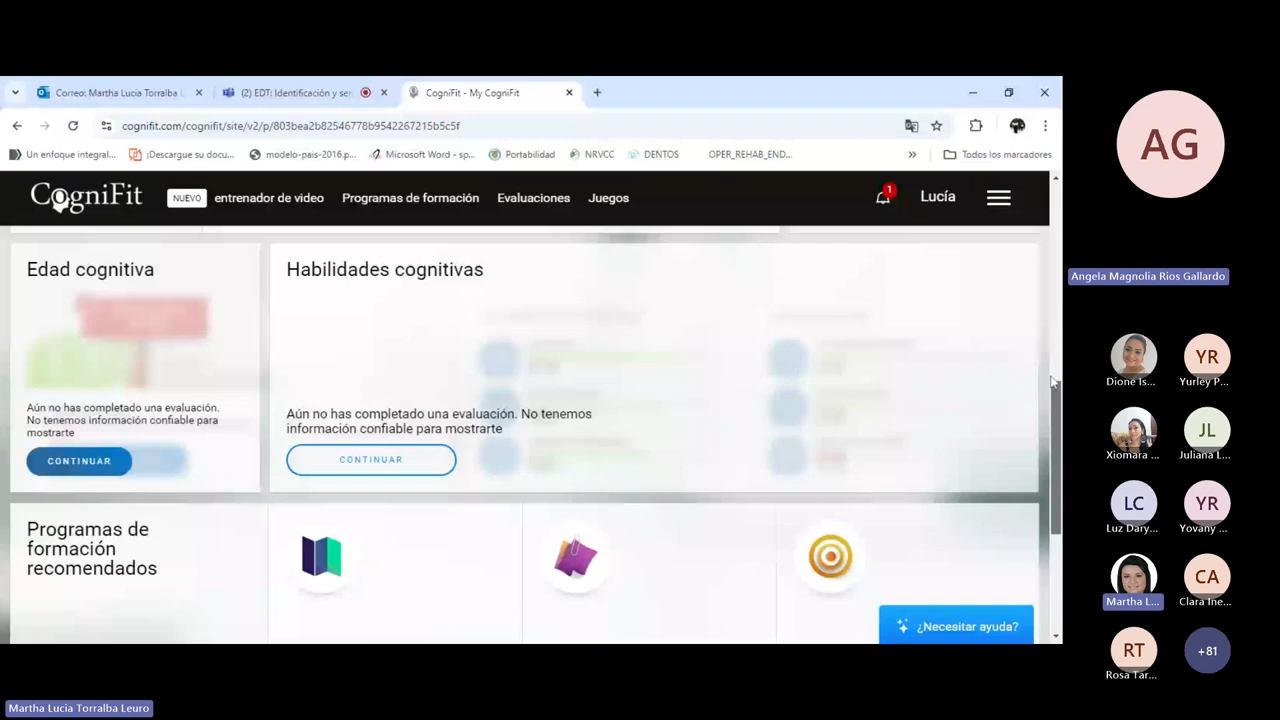 Correo: Martha Lucia Torralba L
(2) EDT: Identificación y ser
CogniFit - My CogniFit
cognifit.com/cognifit/site/v2/p/803bea2b82546778b9542267215b5c5f
Un enfoque integral...
¡Descargue su docu...
modelo-pais-2016.p...
Microsoft Word - sp...
Portabilidad
NRVCC
DENTOS
OPER_REHAB_END...
»
Todos los marcadores
CogniFit
NUEVO
entrenador de video
Programas de formación
Evaluaciones
Juegos
1
Lucía
Edad cognitiva
Aún no has completado una evaluación.
No tenemos información confiable para
mostrarte
CONTINUAR
Habilidades cognitivas
Aún no has completado una evaluación. No tenemos
información confiable para mostrarte
CONTINUAR
Programas de
formación
recomendados
¿Necesitar ayuda?
AG
Angela Magnolia Rios Gallardo
Dione Is...
YR
Yurley P...
Xiomara ...
JL
Juliana L...
LC
Luz Dary...
YR
Yovany ...
Martha L...
CA
Clara Ine...
RT
Rosa Tar...
+81
Martha Lucia Torralba Leuro